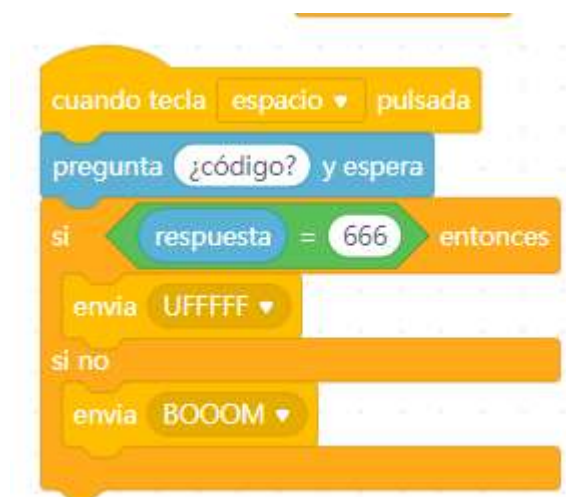 cuando tecla espacio pulsada
pregunta ¿código? y espera
si respuesta = 666 entonces
envia UFFFFF
si no
envia BOOOM